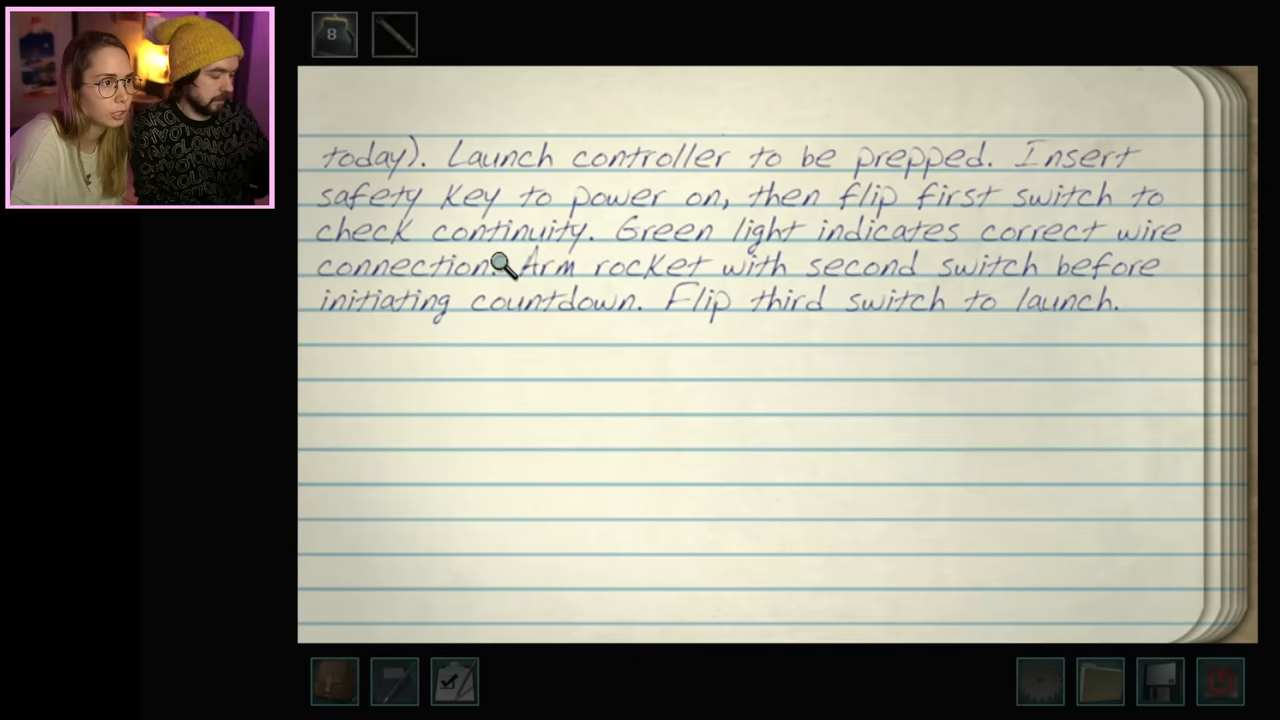 8
today). Launch controller to be prepped. Insert
safety key to power on, then flip first switch to
check continuity. Green light indicates correct wire
connection. Arm rocket with second switch before
initiating countdown. Flip third switch to launch.